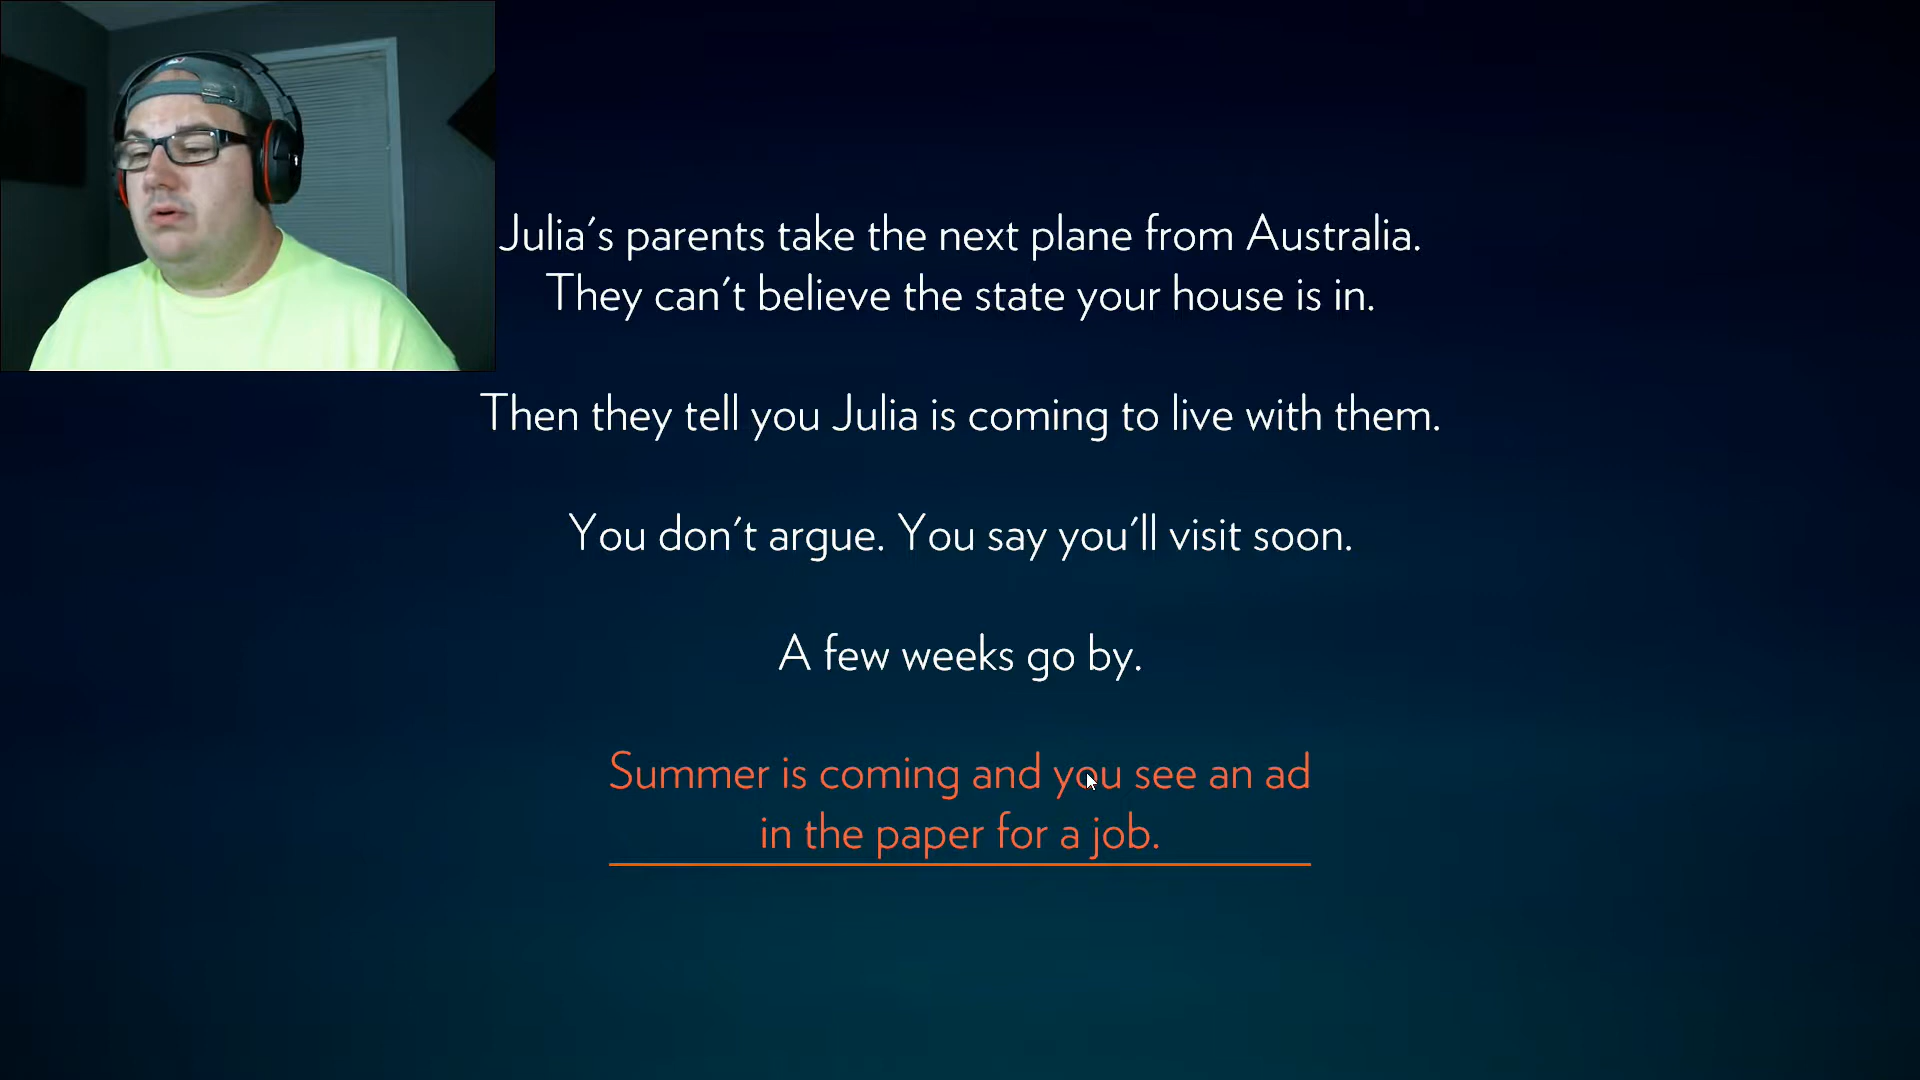 Julia's parents take the next plane from Australia.
They can't believe the state your house is in.
Then they tell you Julia is coming to live with them.
You don't argue. You say you'll visit soon.
A few weeks go by.
Summer is coming and you see an ad
in the paper for a job.